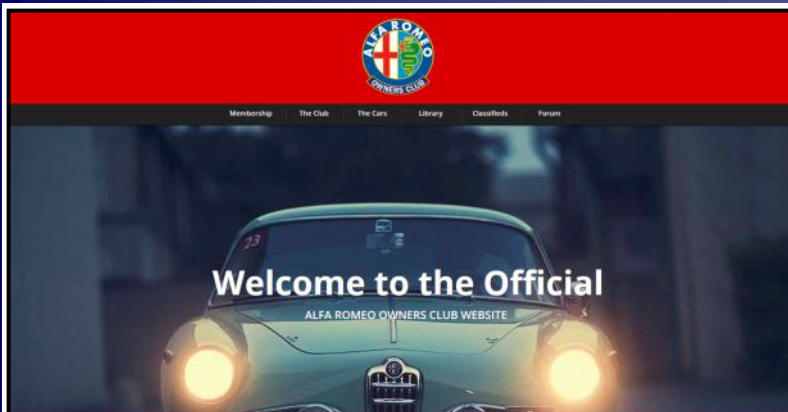 ALFA ROMEO
OWNERS CLUB
Membership The Club The Cars Library Classifieds Forum
23
Welcome to the Official
ALFA ROMEO OWNERS CLUB WEBSITE